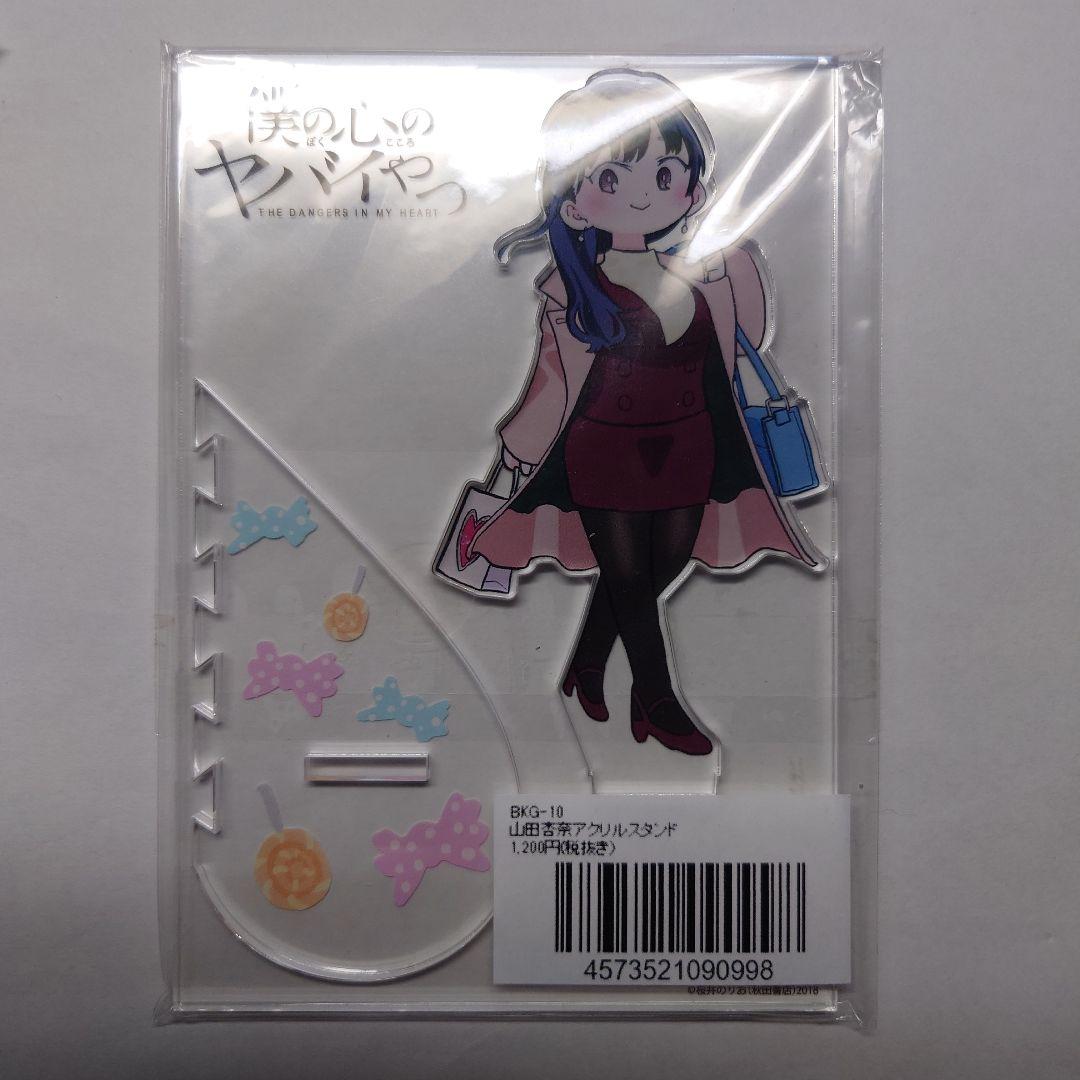 僕の心の
ぼく こころ
ヤバイやつ
THE DANGERS IN MY HEART
BKG-10
山田杏奈アクリルスタンド
1,200円(税抜き)
4573521090998
©桜井のりお(秋田書店)2018